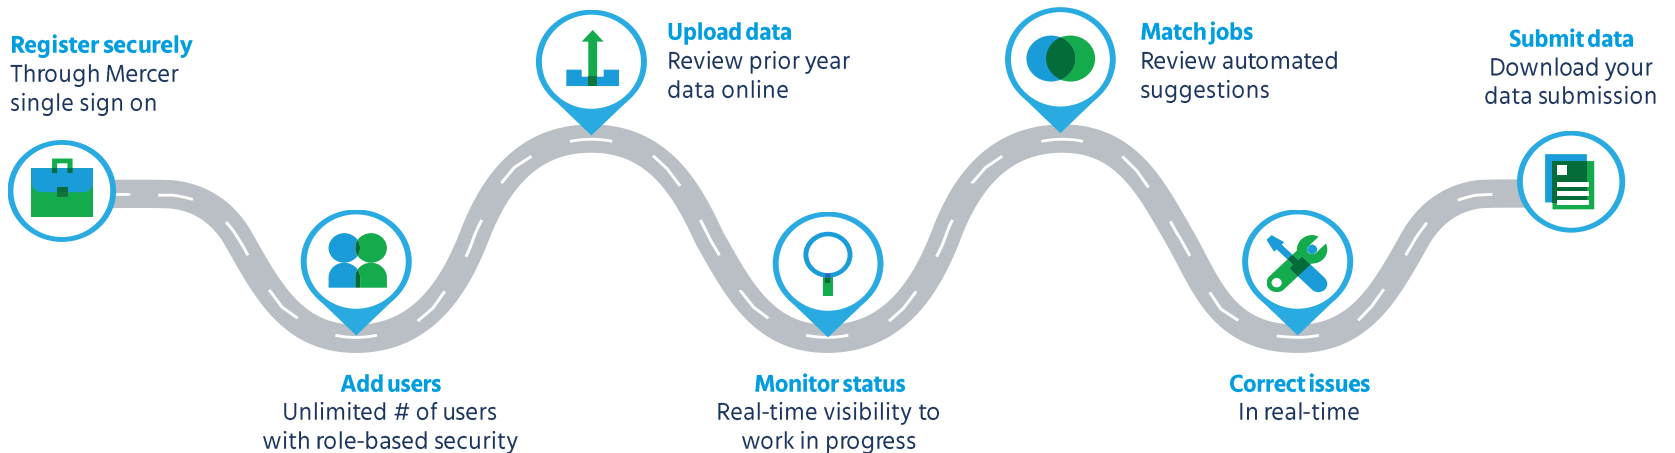 Register securely
Through Mercer
single sign on
Add users
Unlimited # of users
with role-based security
Upload data
Review prior year
data online
Monitor status
Real-time visibility to
work in progress
Match jobs
Review automated
suggestions
Correct issues
In real-time
Submit data
Download your
data submission